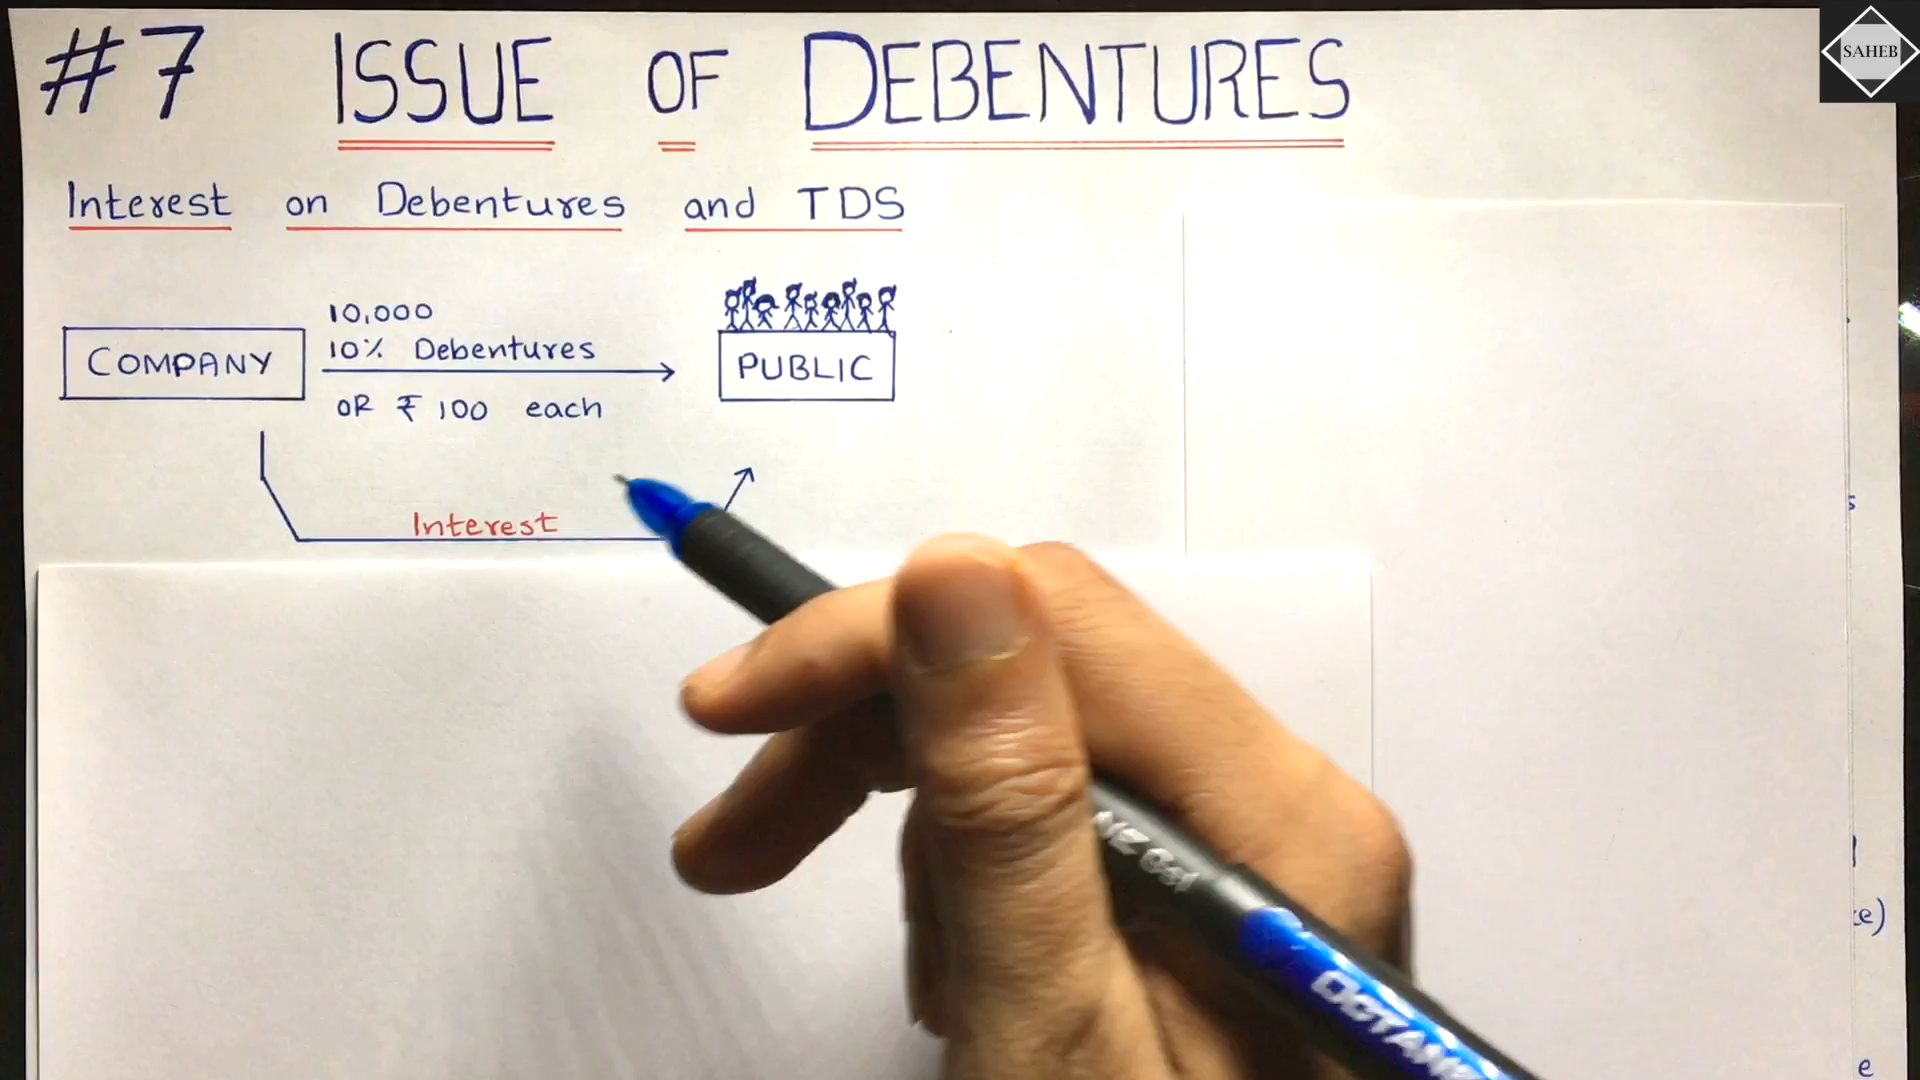 #7 ISSUE OF DEBENTURES
SAHEB
Interest on Debentures and TDS
10,000
10% Debentures
COMPANY
PUBLIC
OR ₹ 100 each
Interest
s
e)
e